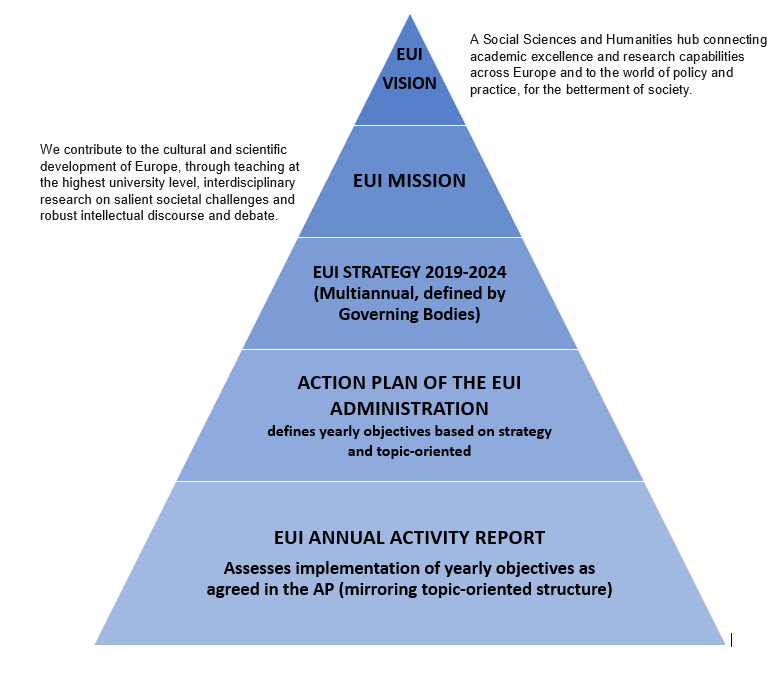 EUI
VISION
A Social Sciences and Humanities hub connecting
academic excellence and research capabilities
across Europe and to the world of policy and
practice, for the betterment of society.
We contribute to the cultural and scientific
development of Europe, through teaching at
the highest university level, interdisciplinary
research on salient societal challenges and
robust intellectual discourse and debate.
EUI MISSION
EUI STRATEGY 2019-2024
(Multiannual, defined by
Governing Bodies)
ACTION PLAN OF THE EUI
ADMINISTRATION
defines yearly objectives based on strategy
and topic-oriented
EUI ANNUAL ACTIVITY REPORT
Assesses implementation of yearly objectives as
agreed in the AP (mirroring topic-oriented structure)